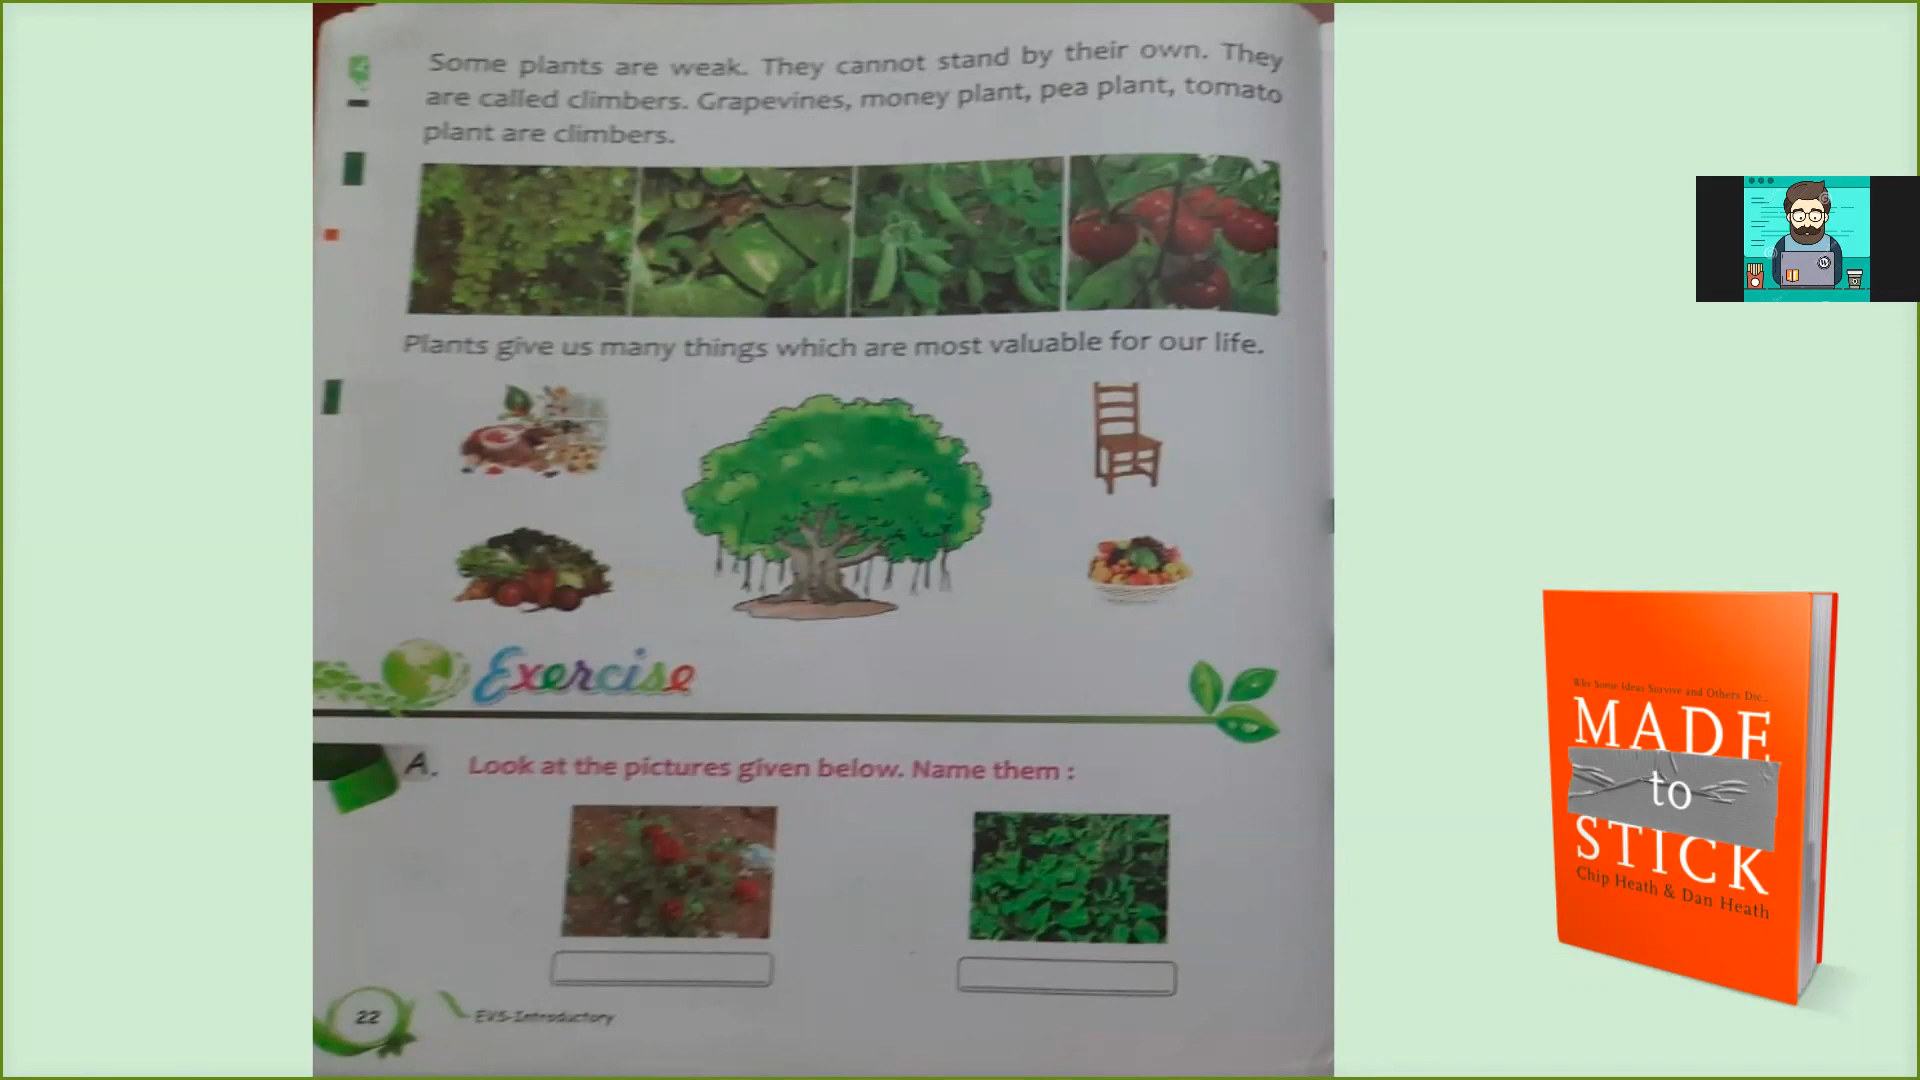 Some plants are weak. They cannot stand by their own. They
are called climbers. Grapevines, money plant, pea plant, tomato
plant are climbers.
Plants give us many things which are most valuable for our life.
Exercise
A. Look at the pictures given below. Name them :
22
EVS-Introductory
Why Some Ideas Survive and Others Die...
MADE
to
STICK
Chip Heath & Dan Heath